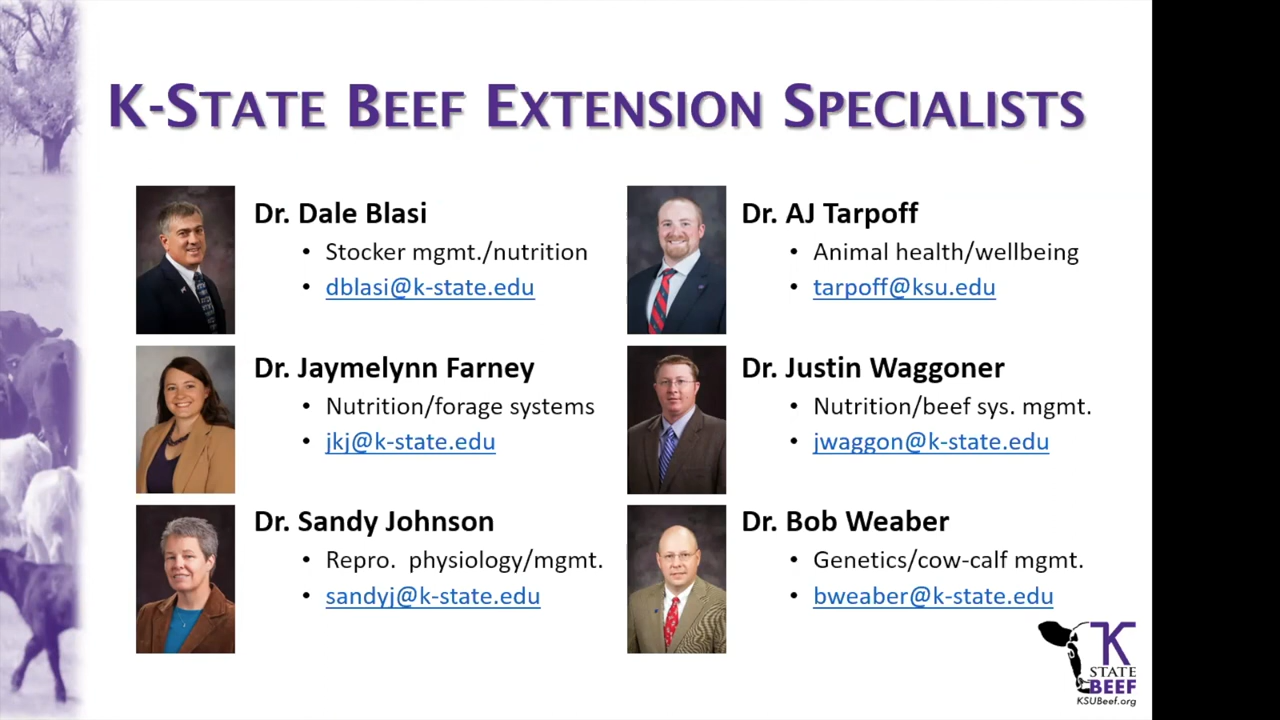 K-State Beef Extension Specialists
Dr. Dale Blasi
• Stocker mgmt./nutrition
• dblasi@k-state.edu
Dr. Jaymelynn Farney
• Nutrition/forage systems
• jkj@k-state.edu
Dr. Sandy Johnson
• Repro. physiology/mgmt.
• sandyj@k-state.edu
Dr. AJ Tarpoff
• Animal health/wellbeing
• tarpoff@ksu.edu
Dr. Justin Waggoner
• Nutrition/beef sys. mgmt.
• jwaggon@k-state.edu
Dr. Bob Weaber
• Genetics/cow-calf mgmt.
• bweaber@k-state.edu
K
STATE
BEEF
KSUBeef.org